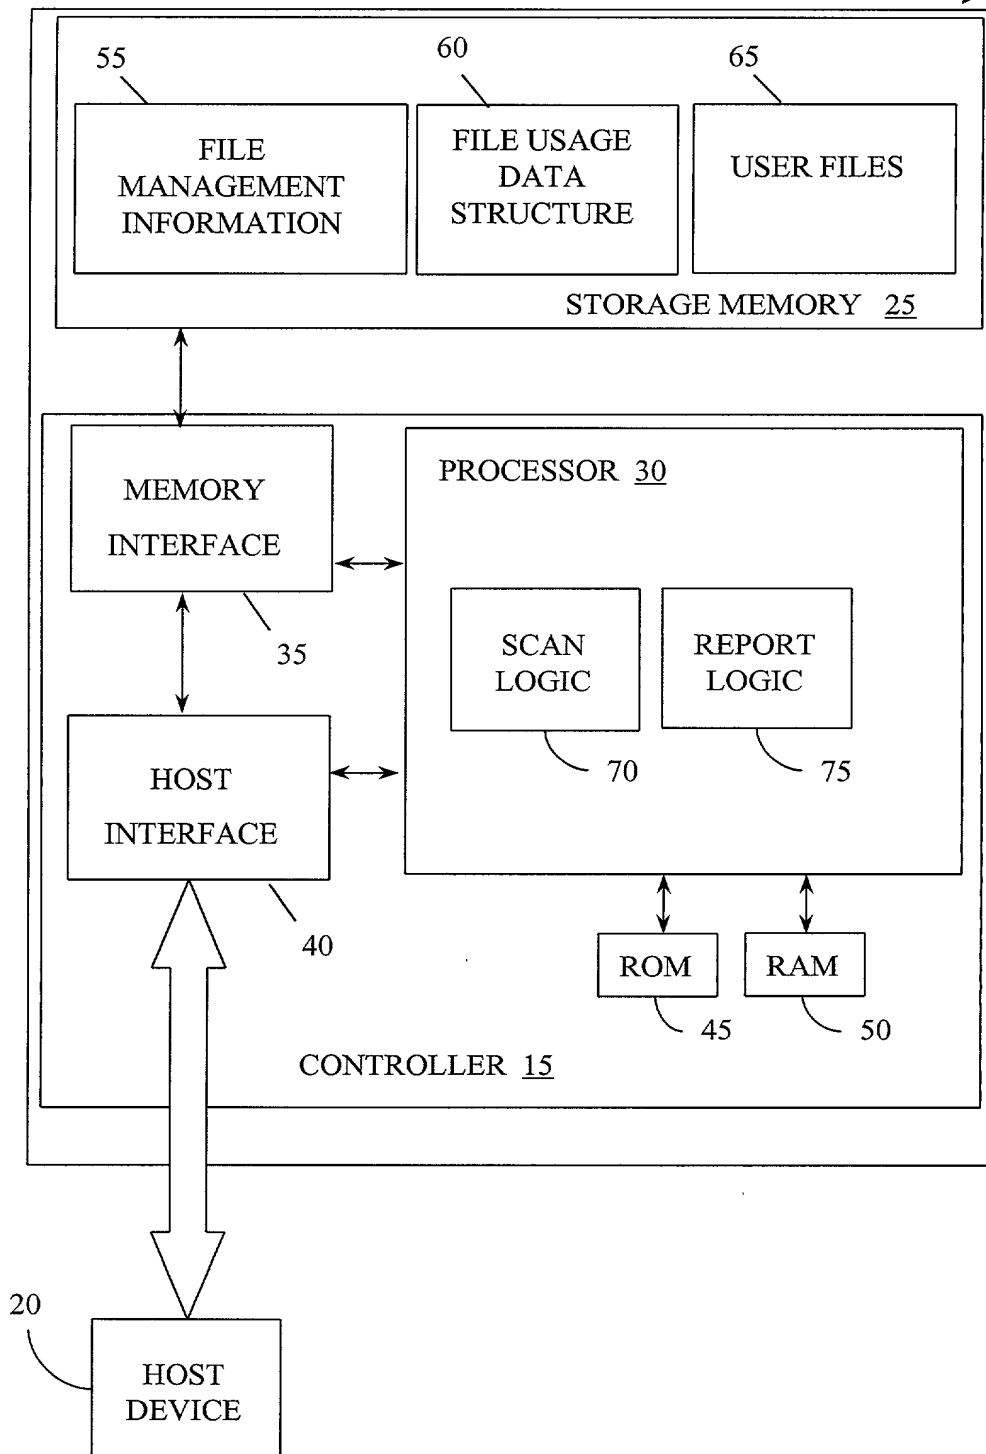 55
60
65
FILE
MANAGEMENT
INFORMATION
FILE USAGE
DATA
STRUCTURE
USER FILES
STORAGE MEMORY 25
MEMORY
INTERFACE
35
PROCESSOR 30
SCAN
LOGIC
70
REPORT
LOGIC
75
HOST
INTERFACE
40
ROM
45
RAM
50
CONTROLLER 15
20
HOST
DEVICE